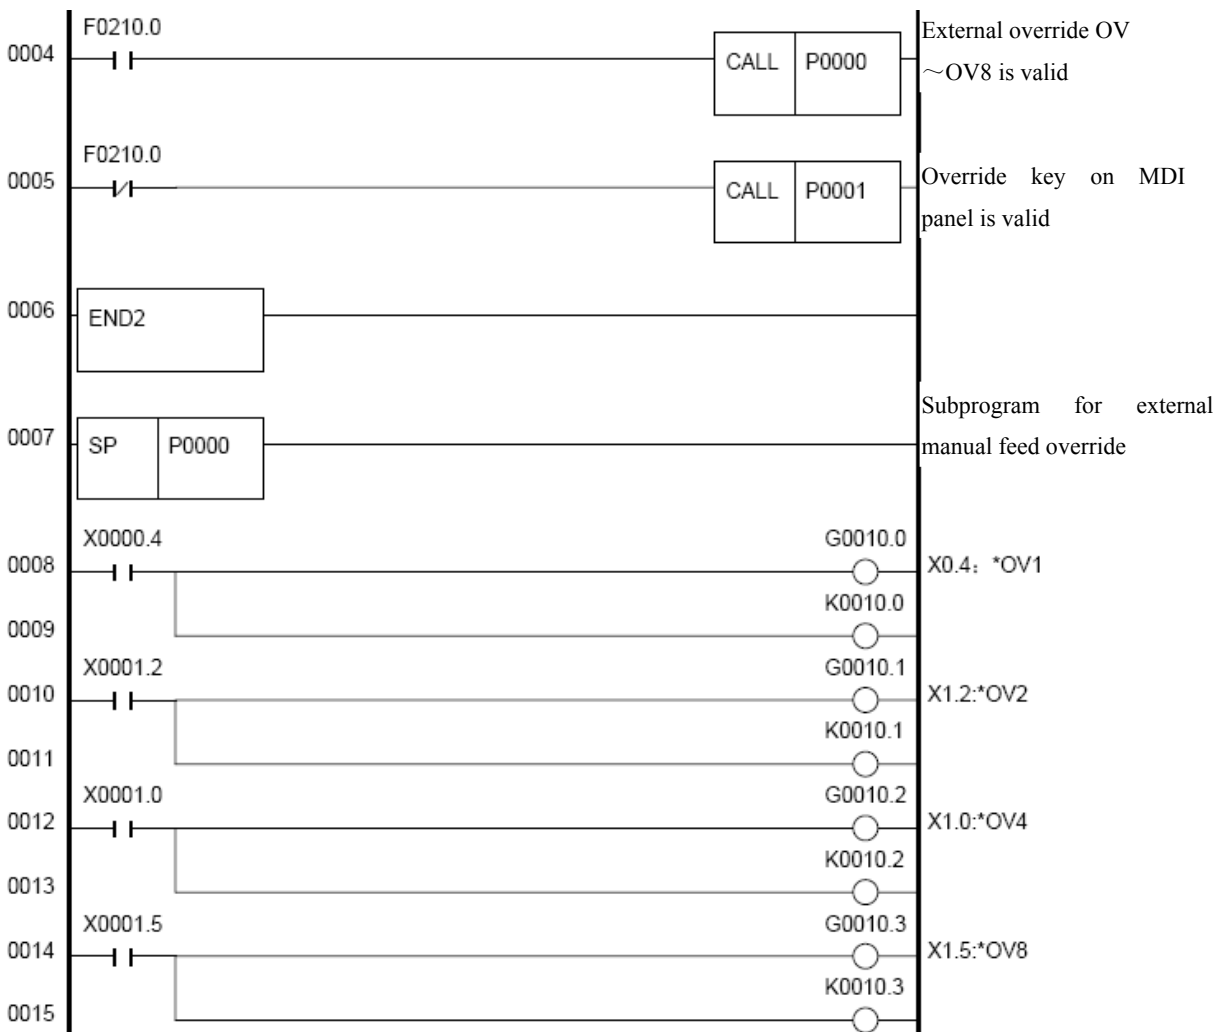 F0210.0
0004
CALL P0000
External override OV
～OV8 is valid
F0210.0
0005
CALL P0001
Override key on MDI
panel is valid
0006
END2
0007
SP P0000
Subprogram for external
manual feed override
X0000.4 G0010.0
0008 X0.4：*OV1
K0010.0
0009
X0001.2 G0010.1
0010 X1.2:*OV2
K0010.1
0011
X0001.0 G0010.2
0012 X1.0:*OV4
K0010.2
0013
X0001.5 G0010.3
0014 X1.5:*OV8
K0010.3
0015